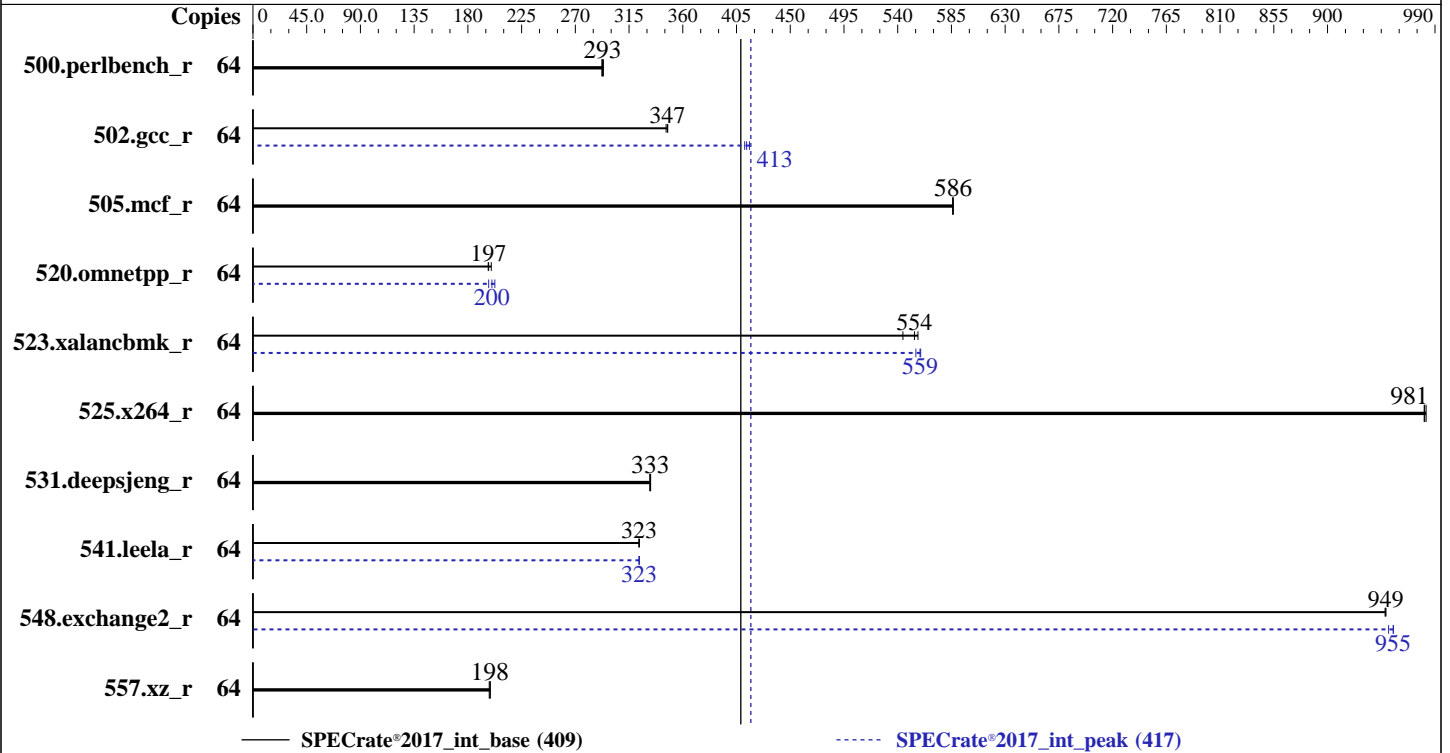 Copies 0 45.0 90.0 135 180 225 270 315 360 405 450 495 540 585 630 675 720 765 810 855 900 990
500.perlbench_r 64 293
502.gcc_r 64 347
413
505.mcf_r 64 586
520.omnetpp_r 64 197
200
523.xalancbmk_r 64 554
559
525.x264_r 64 981
531.deepsjeng_r 64 333
541.leela_r 64 323
323
548.exchange2_r 64 949
955
557.xz_r 64 198
SPECrate®2017_int_base (409) SPECrate®2017_int_peak (417)